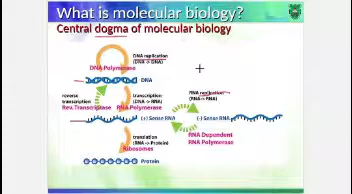 What is molecular biology?
Central dogma of molecular biology
DNA replication
(DNA -> DNA)
DNA Polymerase
DNA
reverse
transcription
Rev. Transcriptase
transcription
(DNA -> RNA)
RNA Polymerase
RNA replication
(RNA -> RNA)
(+) Sense RNA
(-) Sense RNA
translation
(RNA -> Protein)
Ribosomes
RNA Dependent
RNA Polymerase
Protein